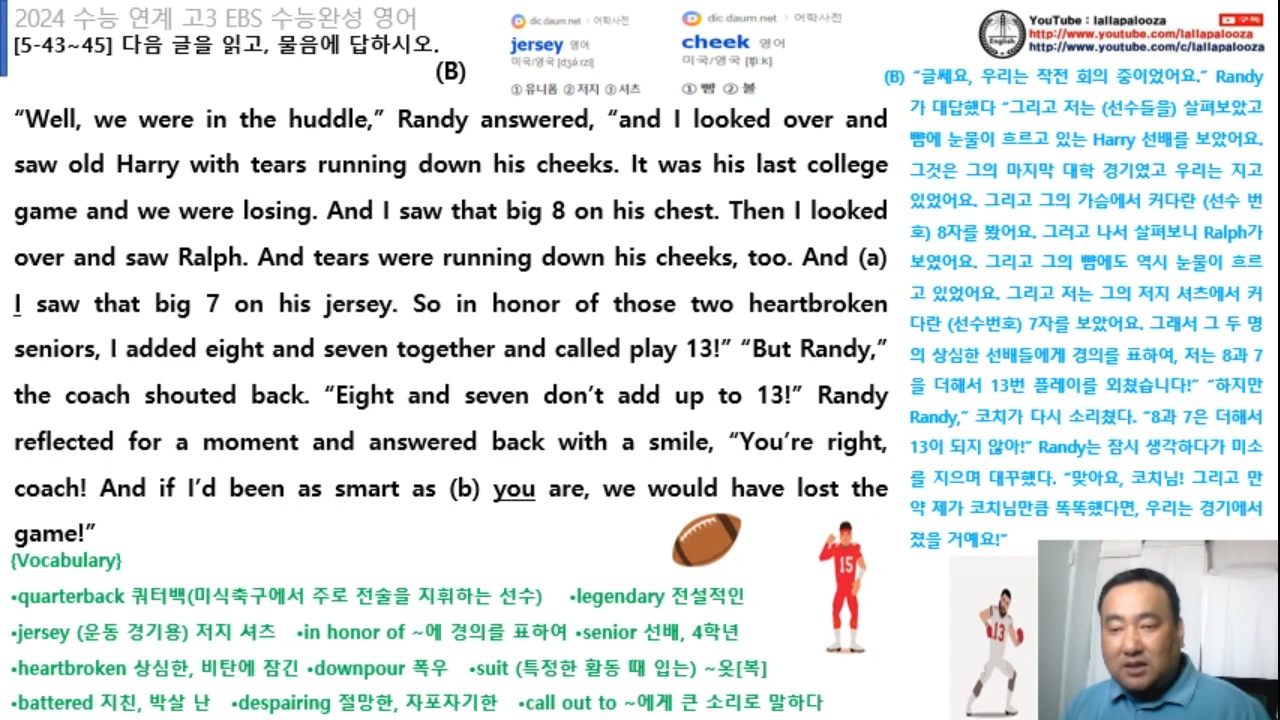 2024 수능 연계 고3 EBS 수능완성 영어
[5-43~45] 다음 글을 읽고, 물음에 답하시오.
(B)
dic.daum.net > 어학사전
jersey 영어
미국/영국 [dʒə́ːrzi]
① 유니폼 ② 저지 ③ 셔츠
dic.daum.net > 어학사전
cheek 영어
미국/영국 [tʃiːk]
① 뺨 ② 볼
English
YouTube : lallapalooza
구독
http://www.youtube.com/lallapalooza
http://www.youtube.com/c/lallapalooza
“Well, we were in the huddle,” Randy answered, “and I looked over and
saw old Harry with tears running down his cheeks. It was his last college
game and we were losing. And I saw that big 8 on his chest. Then I looked
over and saw Ralph. And tears were running down his cheeks, too. And (a)
I saw that big 7 on his jersey. So in honor of those two heartbroken
seniors, I added eight and seven together and called play 13!” “But Randy,”
the coach shouted back. “Eight and seven don’t add up to 13!” Randy
reflected for a moment and answered back with a smile, “You’re right,
coach! And if I’d been as smart as (b) you are, we would have lost the
game!”
{Vocabulary}
•quarterback 쿼터백(미식축구에서 주로 전술을 지휘하는 선수) •legendary 전설적인
•jersey (운동 경기용) 저지 셔츠 •in honor of ~에 경의를 표하여 •senior 선배, 4학년
•heartbroken 상심한, 비탄에 잠긴 •downpour 폭우 •suit (특정한 활동 때 입는) ~옷[복]
•battered 지친, 박살 난 •despairing 절망한, 자포자기한 •call out to ~에게 큰 소리로 말하다
(B) “글쎄요, 우리는 작전 회의 중이었어요.” Randy
가 대답했다 “그리고 저는 (선수들을) 살펴보았고
뺨에 눈물이 흐르고 있는 Harry 선배를 보았어요.
그것은 그의 마지막 대학 경기였고 우리는 지고
있었어요. 그리고 그의 가슴에서 커다란 (선수 번
호) 8자를 봤어요. 그러고 나서 살펴보니 Ralph가
보였어요. 그리고 그의 뺨에도 역시 눈물이 흐르
고 있었어요. 그리고 저는 그의 저지 셔츠에서 커
다란 (선수번호) 7자를 보았어요. 그래서 그 두 명
의 상심한 선배들에게 경의를 표하여, 저는 8과 7
을 더해서 13번 플레이를 외쳤습니다!” “하지만
Randy,” 코치가 다시 소리쳤다. “8과 7은 더해서
13이 되지 않아!” Randy는 잠시 생각하다가 미소
를 지으며 대꾸했다. “맞아요, 코치님! 그리고 만
약 제가 코치님만큼 똑똑했다면, 우리는 경기에서
졌을 거예요!”
15
13